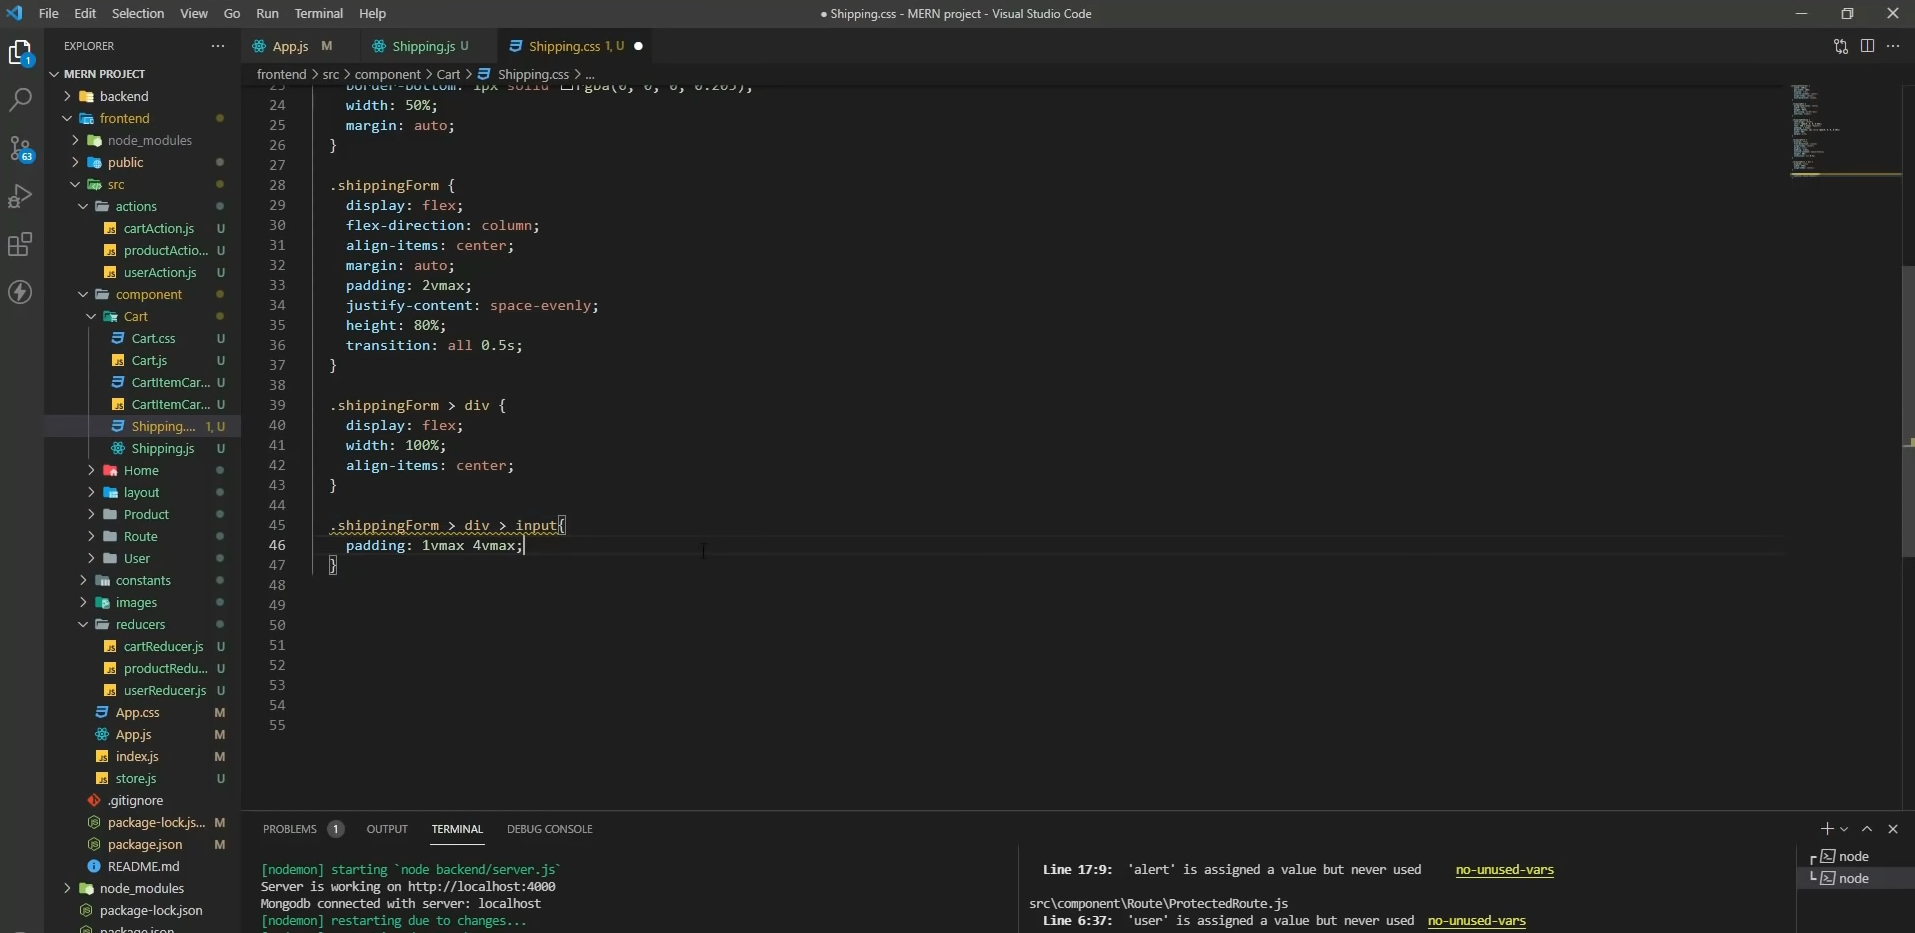 File Edit Selection View Go Run Terminal Help
● Shipping.css - MERN project - Visual Studio Code
EXPLORER
App.js M
Shipping.js U
Shipping.css 1, U
frontend > src > component > Cart > Shipping.css > ...
MERN PROJECT
backend
frontend
node_modules
public
src
actions
cartAction.js U
productActio... U
userAction.js U
component
Cart
Cart.css U
Cart.js U
CartItemCar... U
CartItemCar... U
Shipping.... 1, U
Shipping.js U
Home
layout
Product
Route
User
constants
images
reducers
cartReducer.js U
productRedu... U
userReducer.js U
App.css M
App.js M
index.js M
store.js U
.gitignore
package-lock.js... M
package.json M
README.md
node_modules
package-lock.json
package.json
1
63
23 border-bottom: 1px solid rgba(0, 0, 0, 0.205);
24 width: 50%;
25 margin: auto;
26 }
27
28 .shippingForm {
29 display: flex;
30 flex-direction: column;
31 align-items: center;
32 margin: auto;
33 padding: 2vmax;
34 justify-content: space-evenly;
35 height: 80%;
36 transition: all 0.5s;
37 }
38
39 .shippingForm > div {
40 display: flex;
41 width: 100%;
42 align-items: center;
43 }
44
45 .shippingForm > div > input{
46 padding: 1vmax 4vmax;
47 }
48
49
50
51
52
53
54
55
PROBLEMS 1 OUTPUT TERMINAL DEBUG CONSOLE
[nodemon] starting `node backend/server.js`
Server is working on http://localhost:4000
Mongodb connected with server: localhost
[nodemon] restarting due to changes...
Line 17:9: 'alert' is assigned a value but never used no-unused-vars
src\component\Route\ProtectedRoute.js
Line 6:37: 'user' is assigned a value but never used no-unused-vars
node
node